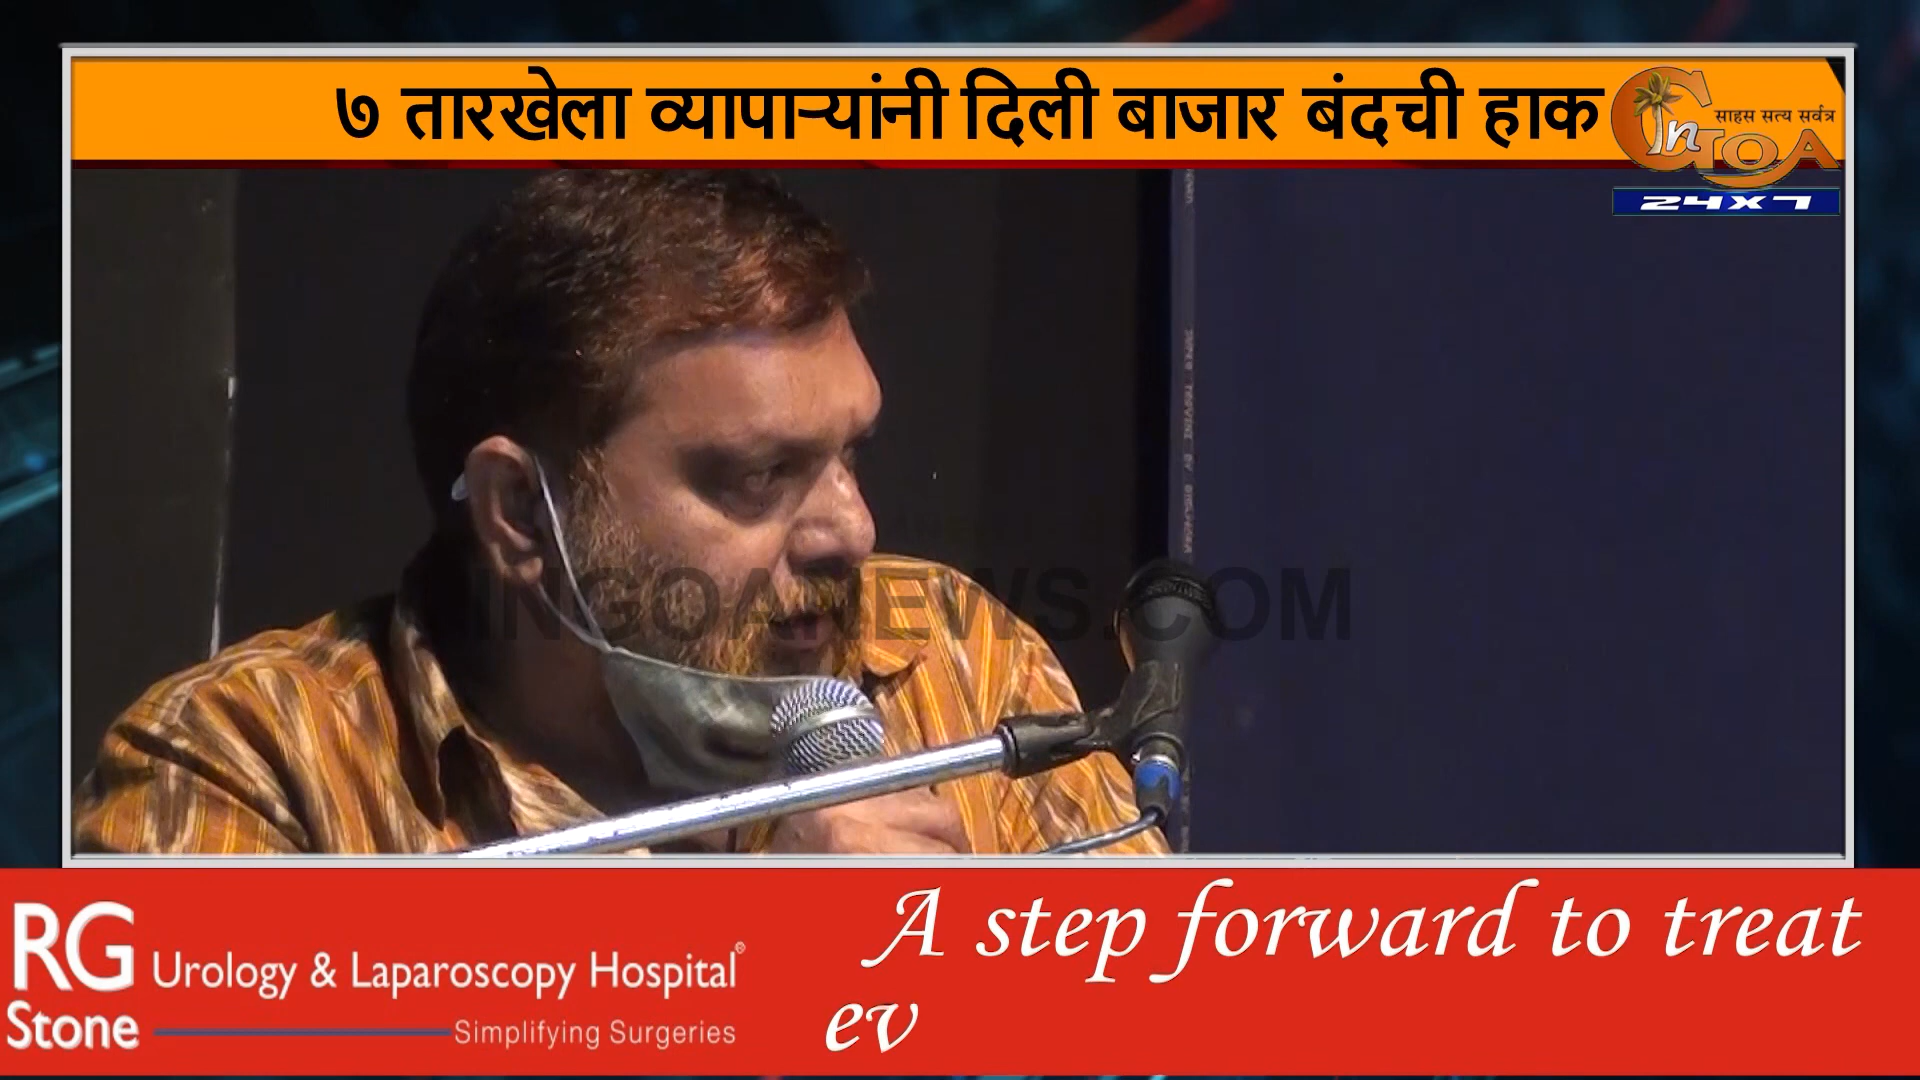 ७ तारखेला व्यापाऱ्यांनी दिली बाजार बंदची हाक
साहस सत्य सर्वत्र
In GOA
24x7
INGOANEWS.COM
RG
Stone
Urology & Laparoscopy Hospital®
Simplifying Surgeries
A step forward to treat
ev